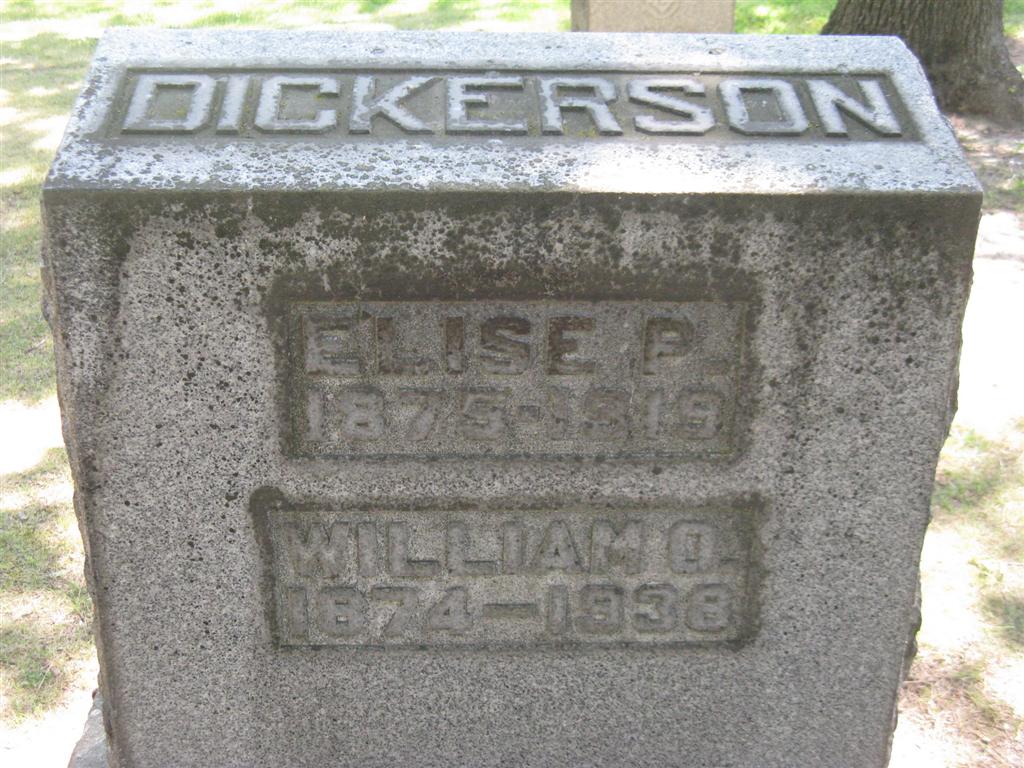 DICKERSON
ELISE P.
1875-1919
WILLIAM O.
1874-1938